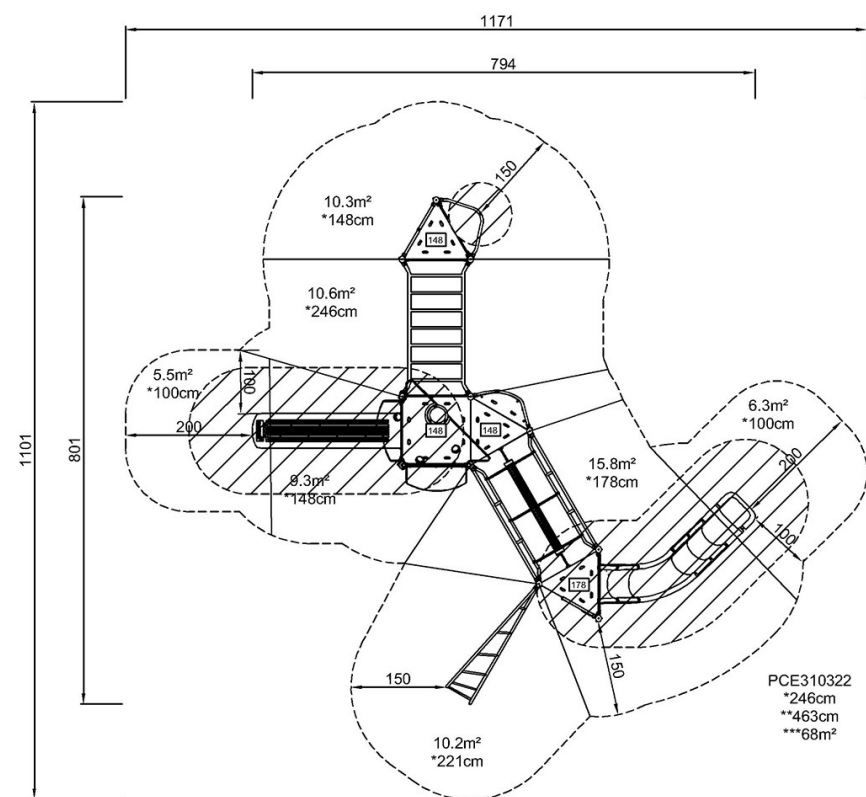 1171
794
150
10.3m²
*148cm
148
10.6m²
*246cm
5.5m²
*100cm
100
6.3m²
*100cm
200
148
148
200
1101
801
15.8m²
*178cm
9.3m²
*148cm
100
178
150
150
PCE310322
*246cm
**463cm
***68m²
10.2m²
*221cm